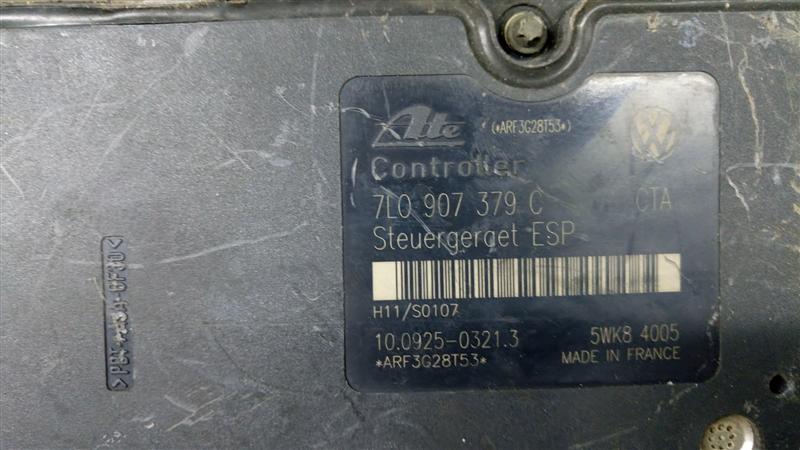 Ate (*ARF3G28T53*)
Controller
7L0 907 379 C CTA
Steuergeraet ESP
H11/S0107
10.0925-0321.3 5WK8 4005
*ARF3G28T53* MADE IN FRANCE